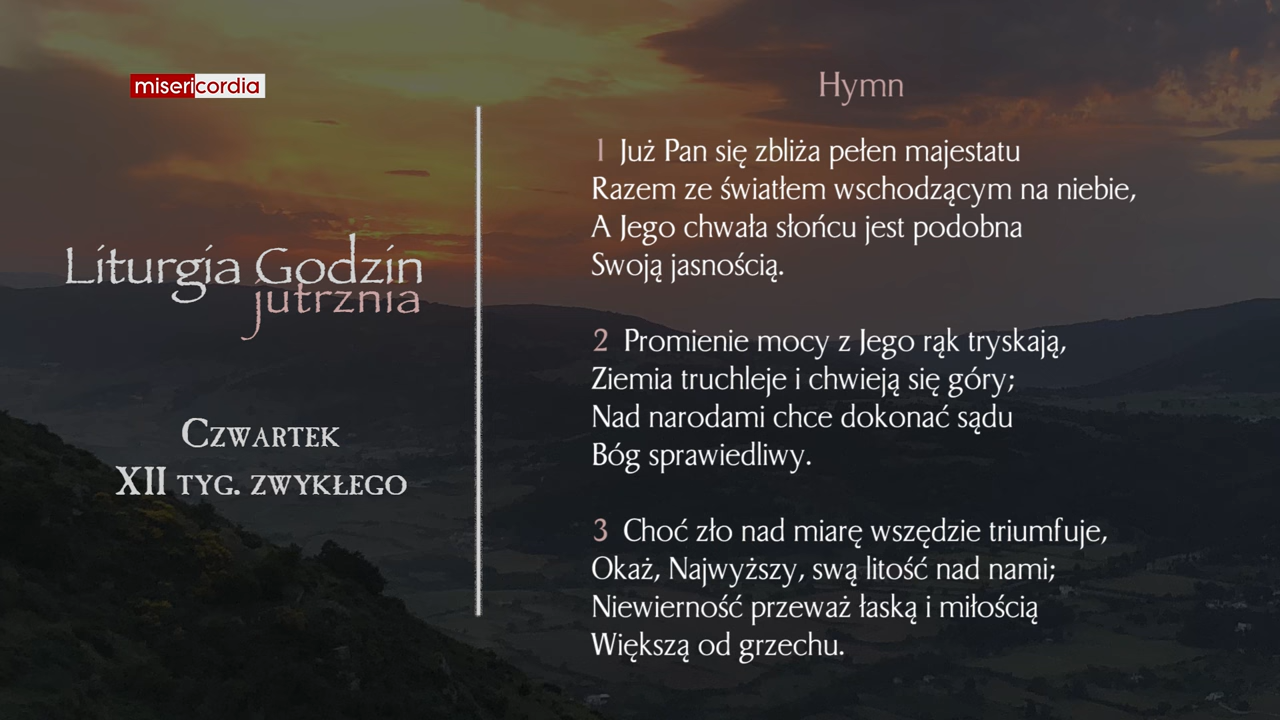 misericordia
Liturgia Godzin
jutrznia
Czwartek
XII tyg. zwykłego
Hymn
1 Już Pan się zbliża pełen majestatu
Razem ze światłem wschodzącym na niebie,
A Jego chwała słońcu jest podobna
Swoją jasnością.
2 Promienie mocy z Jego rąk tryskają,
Ziemia truchleje i chwieją się góry;
Nad narodami chce dokonać sądu
Bóg sprawiedliwy.
3 Choć zło nad miarę wszędzie triumfuje,
Okaż, Najwyższy, swą litość nad nami;
Niewierność przeważ łaską i miłością
Większą od grzechu.